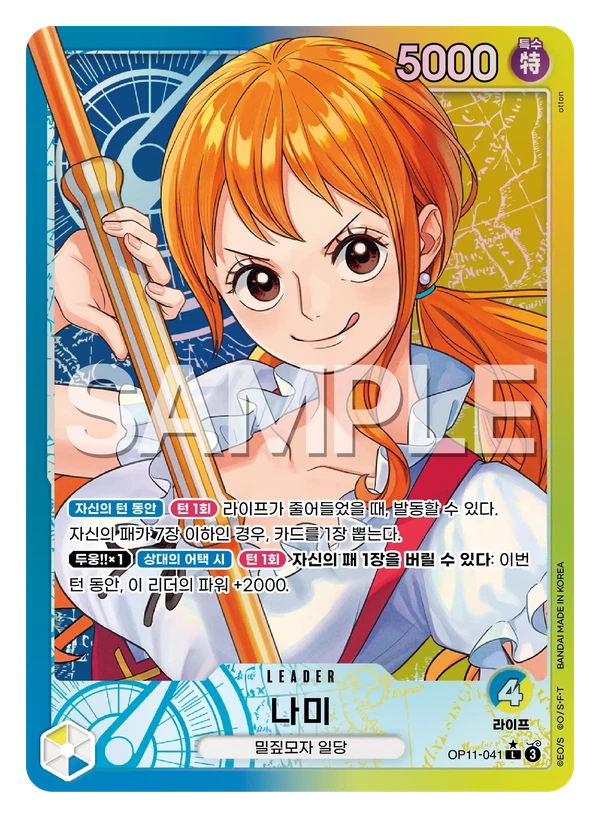 5000
특수
特
otton
SAMPLE
자신의 턴 동안 턴 1회 라이프가 줄어들었을 때, 발동할 수 있다.
자신의 패가 7장 이하인 경우, 카드를 1장 뽑는다.
두웅!!×1 상대의 어택 시 턴 1회 자신의 패 1장을 버릴 수 있다: 이번
턴 동안, 이 리더의 파워 +2000.
LEADER
나미
밀짚모자 일당
4
라이프
OP11-041 L 3
©E.O/S ©O/S·F·T BANDAI MADE IN KOREA